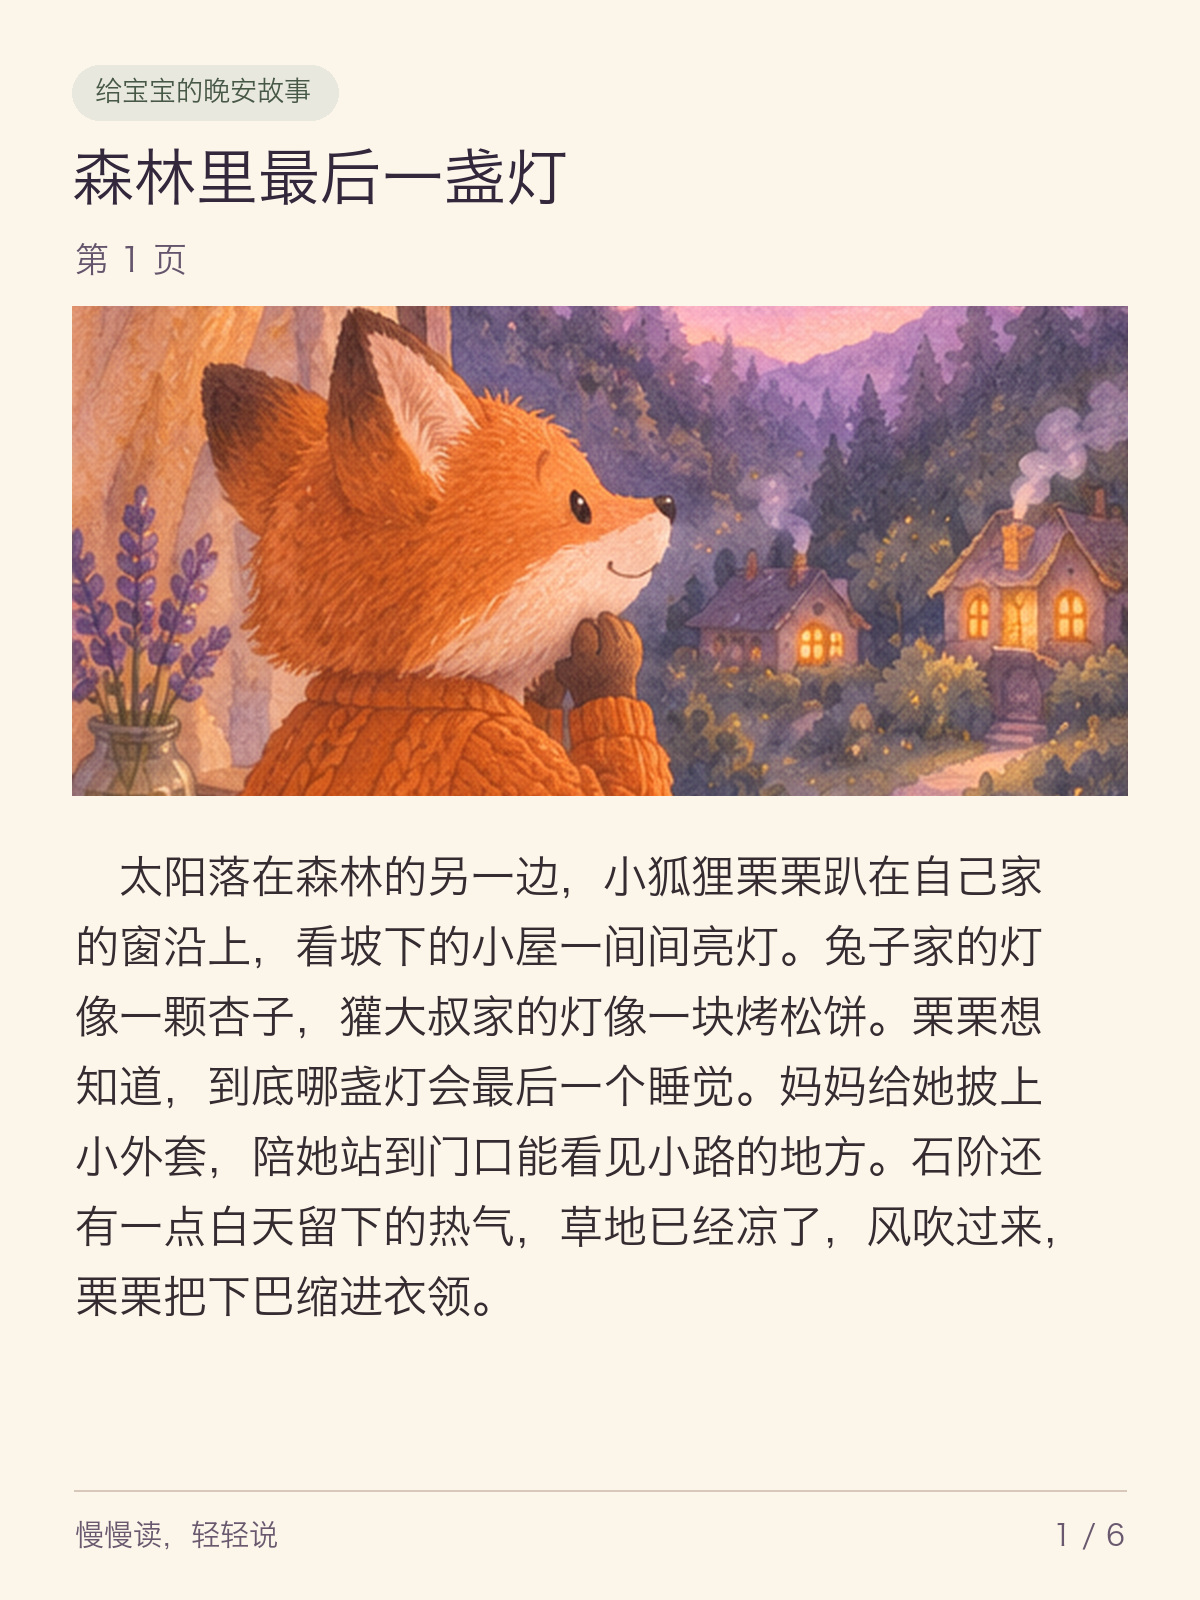 给宝宝的晚安故事
森林里最后一盏灯
第 1 页
太阳落在森林的另一边，小狐狸栗栗趴在自己家
的窗沿上，看坡下的小屋一间间亮灯。兔子家的灯
像一颗杏子，獾大叔家的灯像一块烤松饼。栗栗想
知道，到底哪盏灯会最后一个睡觉。妈妈给她披上
小外套，陪她站到门口能看见小路的地方。石阶还
有一点白天留下的热气，草地已经凉了，风吹过来，
栗栗把下巴缩进衣领。
慢慢读，轻轻说
1 / 6